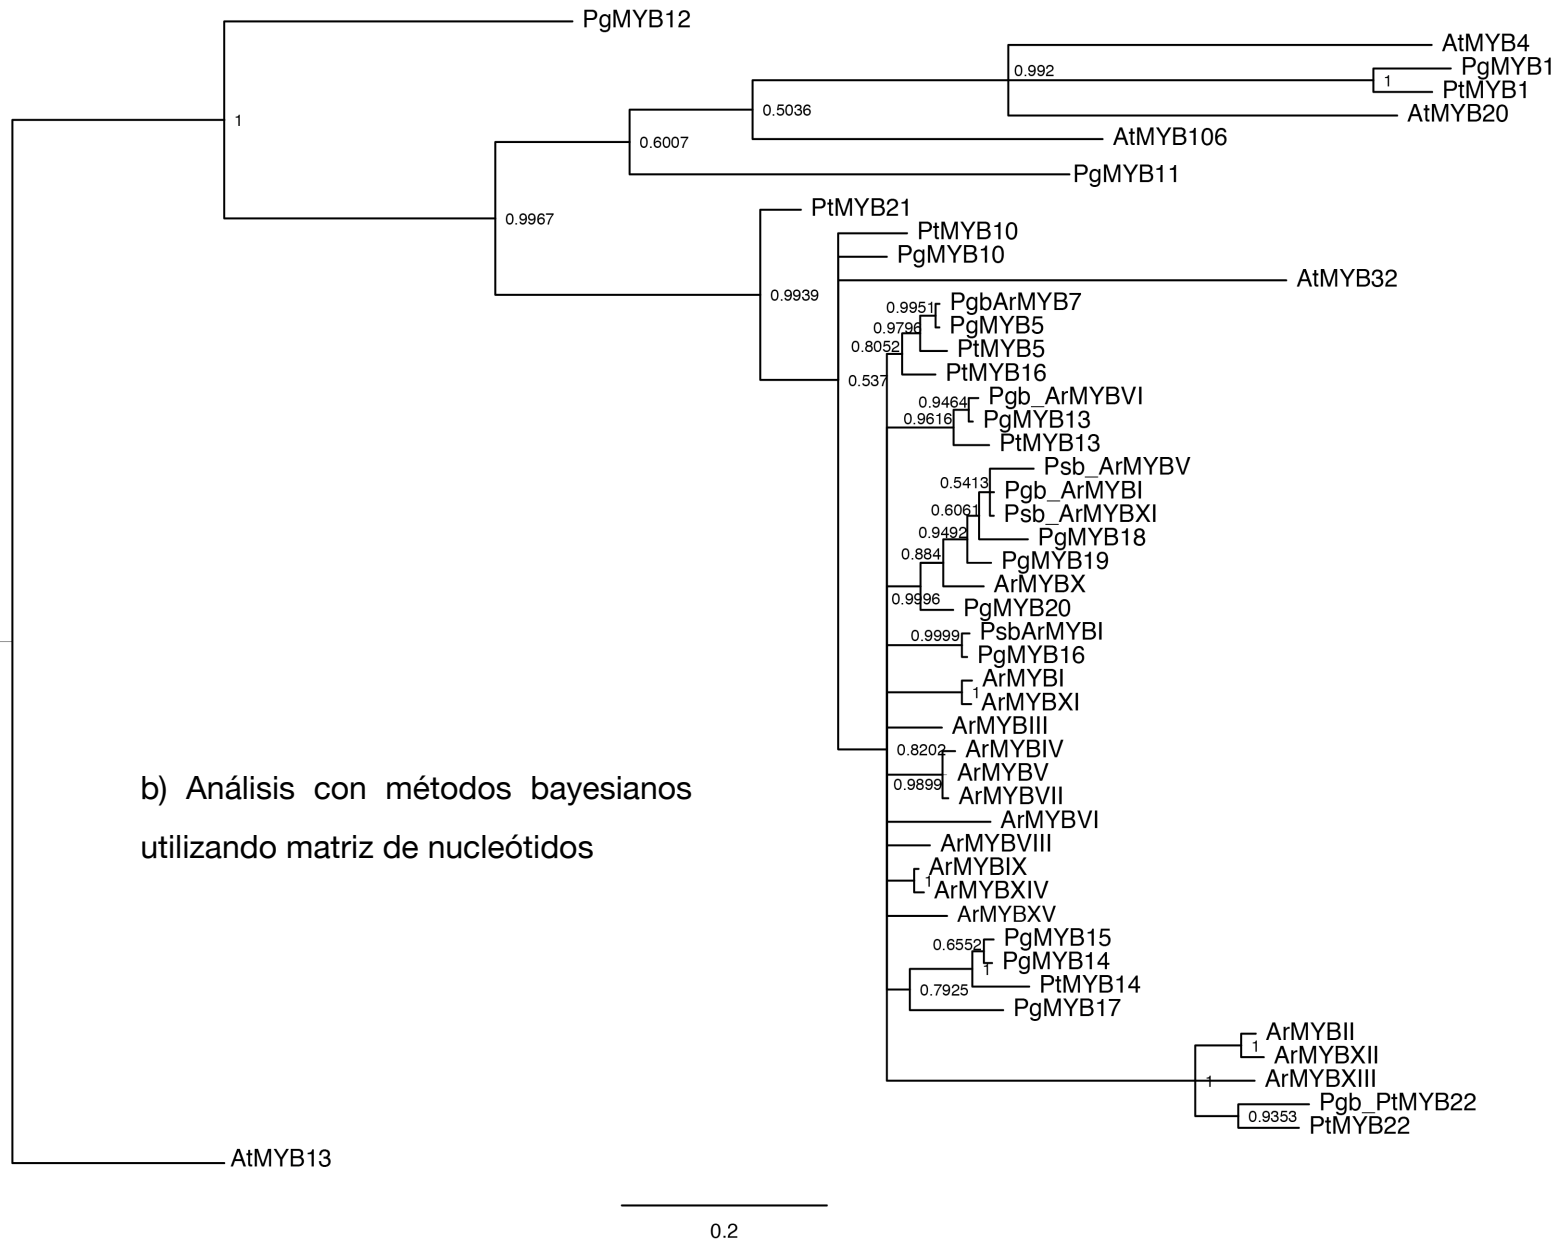 PgMYB12
AtMYB4
0.992
PgMYB1
1
PtMYB1
0.5036
AtMYB20
1
AtMYB106
0.6007
PgMYB11
PtMYB21
0.9967
PtMYB10
PgMYB10
AtMYB32
0.9939
PgbArMYB7
0.9951
PgMYB5
0.9796
PtMYB5
0.8052
PtMYB16
0.537
Pgb_ArMYBVI
0.9464
PgMYB13
0.9616
PtMYB13
Psb_ArMYBV
0.5413
Pgb_ArMYBI
0.6061
Psb_ArMYBXI
0.9492
PgMYB18
0.884
PgMYB19
ArMYBX
0.9996
PgMYB20
PsbArMYBI
0.9999
PgMYB16
ArMYBI
1
ArMYBXI
ArMYBIII
0.8202
ArMYBIV
ArMYBV
0.9899
ArMYBVII
b) Análisis con métodos bayesianos
utilizando matriz de nucleótidos
ArMYBVI
ArMYBVIII
ArMYBIX
1
ArMYBXIV
ArMYBXV
PgMYB15
0.6552
PgMYB14
1
PtMYB14
0.7925
PgMYB17
ArMYBII
1
ArMYBXII
1
ArMYBXIII
Pgb_PtMYB22
0.9353
PtMYB22
AtMYB13
0.2